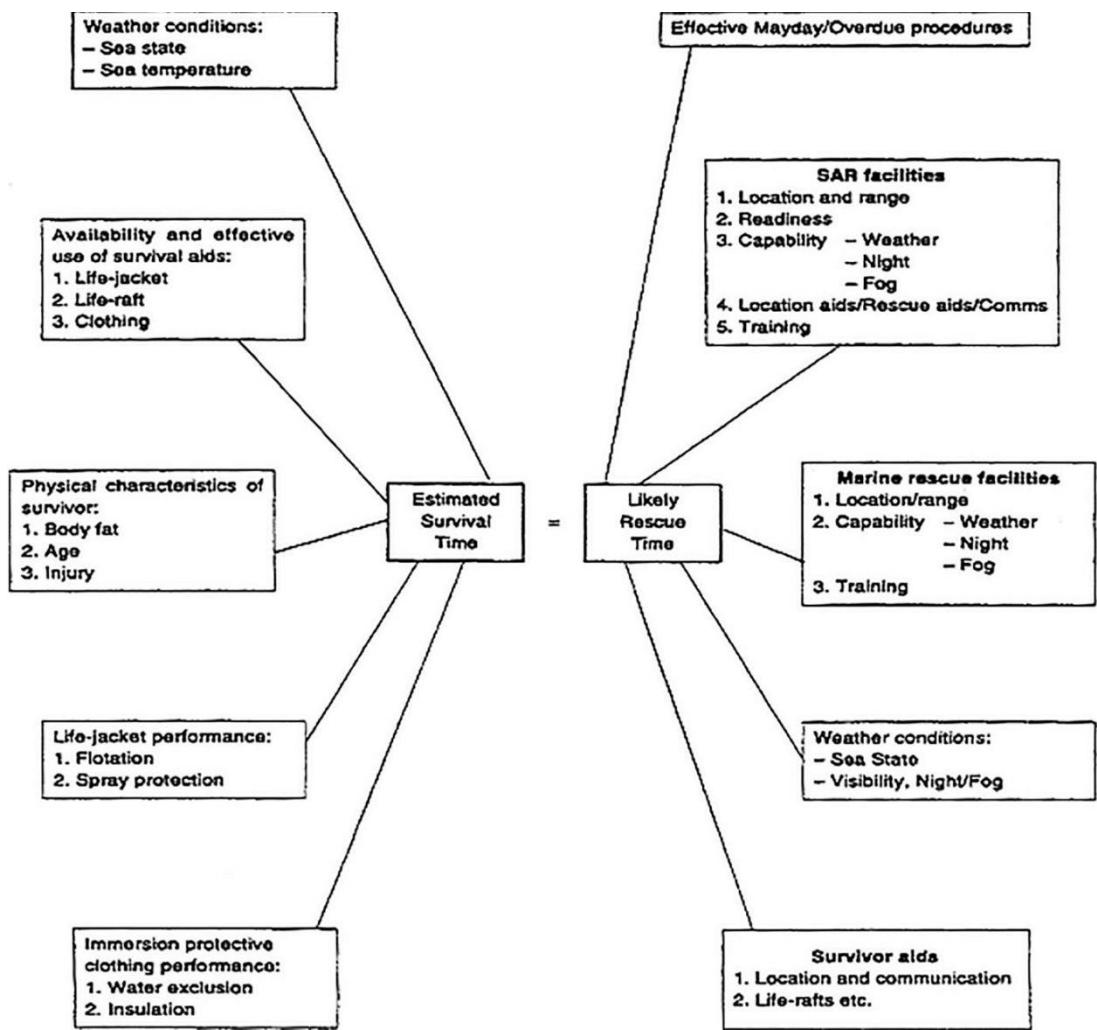 Weather conditions:
– Sea state
– Sea temperature
Availability and effective
use of survival aids:
1. Life-jacket
2. Life-raft
3. Clothing
Physical characteristics of
survivor:
1. Body fat
2. Age
3. Injury
Life-jacket performance:
1. Flotation
2. Spray protection
Immersion protective
clothing performance:
1. Water exclusion
2. Insulation
Estimated
Survival
Time
=
Likely
Rescue
Time
Effective Mayday/Overdue procedures
SAR facilities
1. Location and range
2. Readiness
3. Capability – Weather
– Night
– Fog
4. Location aids/Rescue aids/Comms
5. Training
Marine rescue facilities
1. Location/range
2. Capability – Weather
– Night
– Fog
3. Training
Weather conditions:
– Sea State
– Visibility, Night/Fog
Survivor aids
1. Location and communication
2. Life-rafts etc.